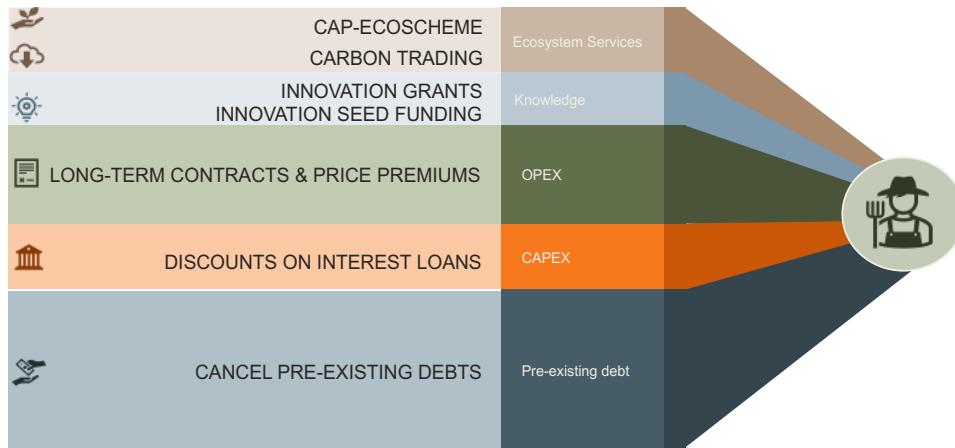 CAP-ECOSCHEME
CARBON TRADING
Ecosystem Services
INNOVATION GRANTS
INNOVATION SEED FUNDING
Knowledge
LONG-TERM CONTRACTS & PRICE PREMIUMS
OPEX
DISCOUNTS ON INTEREST LOANS
CAPEX
CANCEL PRE-EXISTING DEBTS
Pre-existing debt